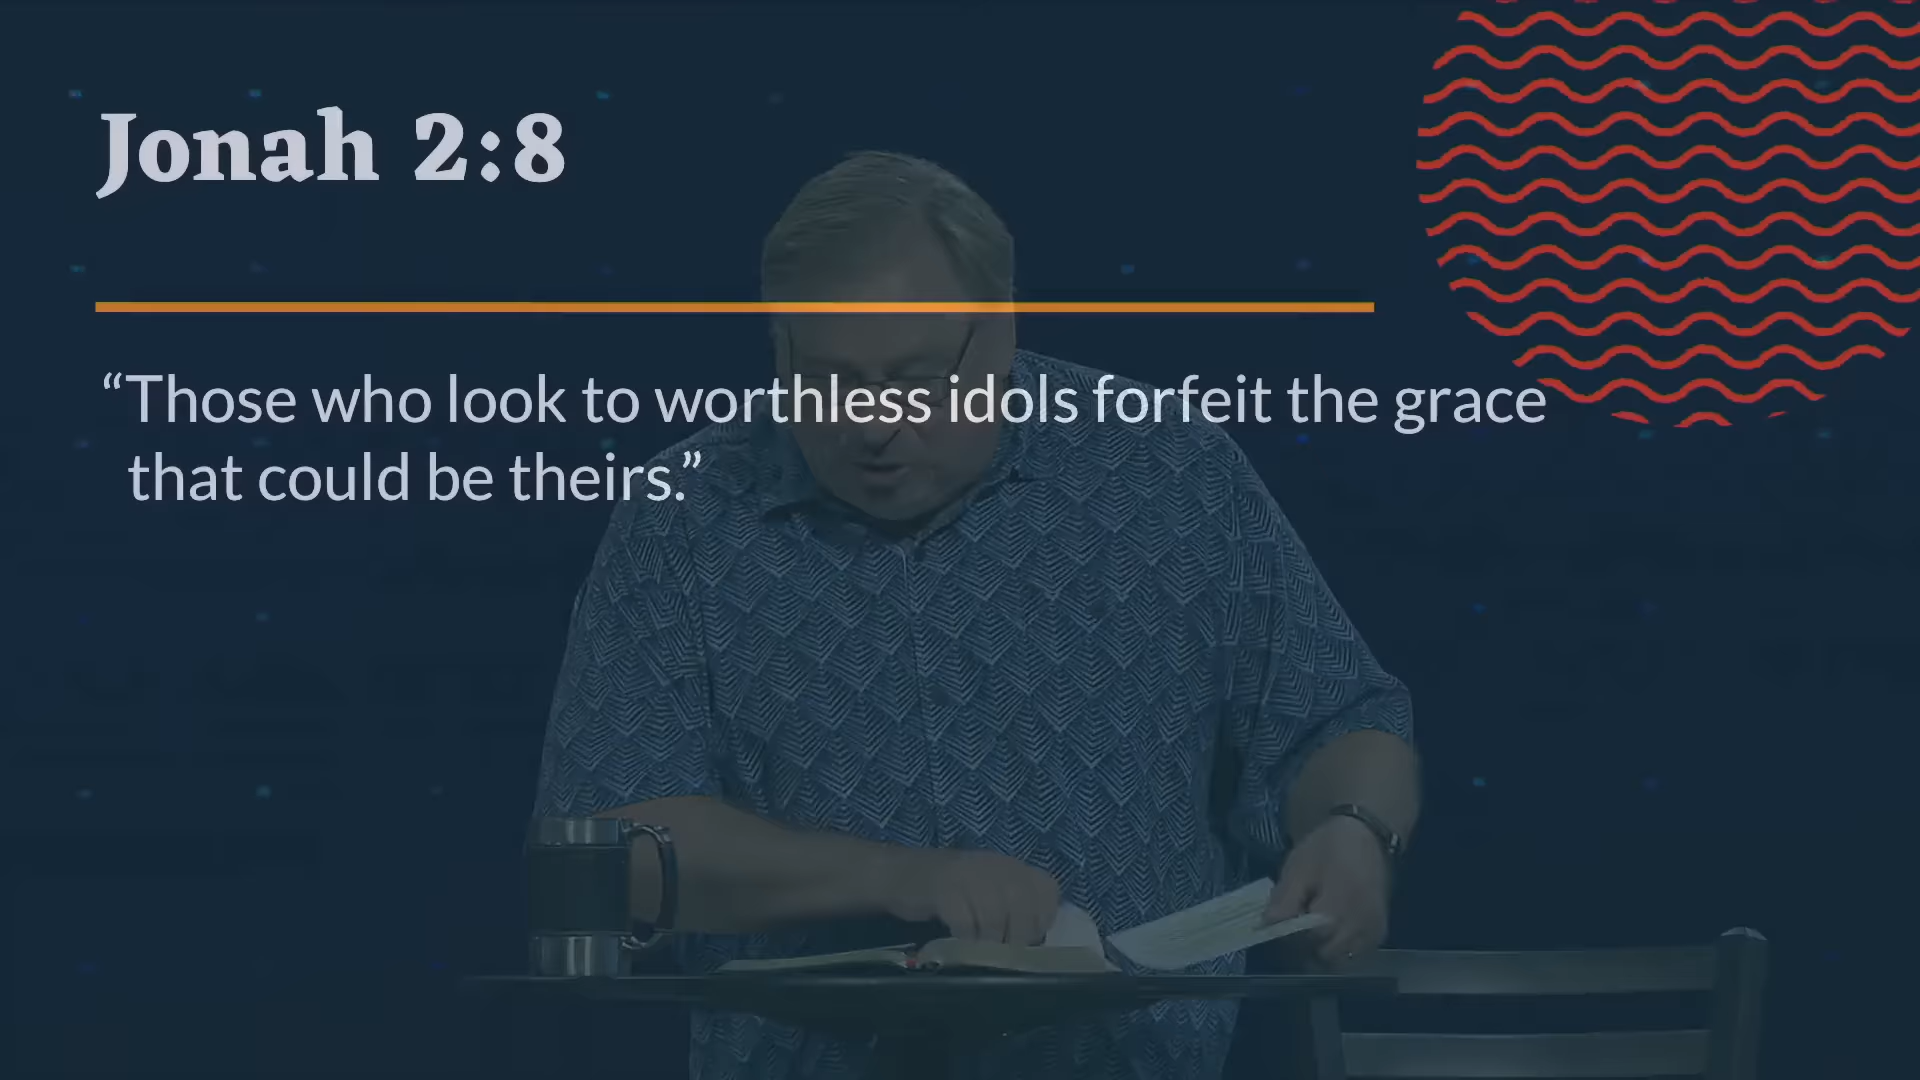 Jonah 2:8
“Those who look to worthless idols forfeit the grace
that could be theirs.”